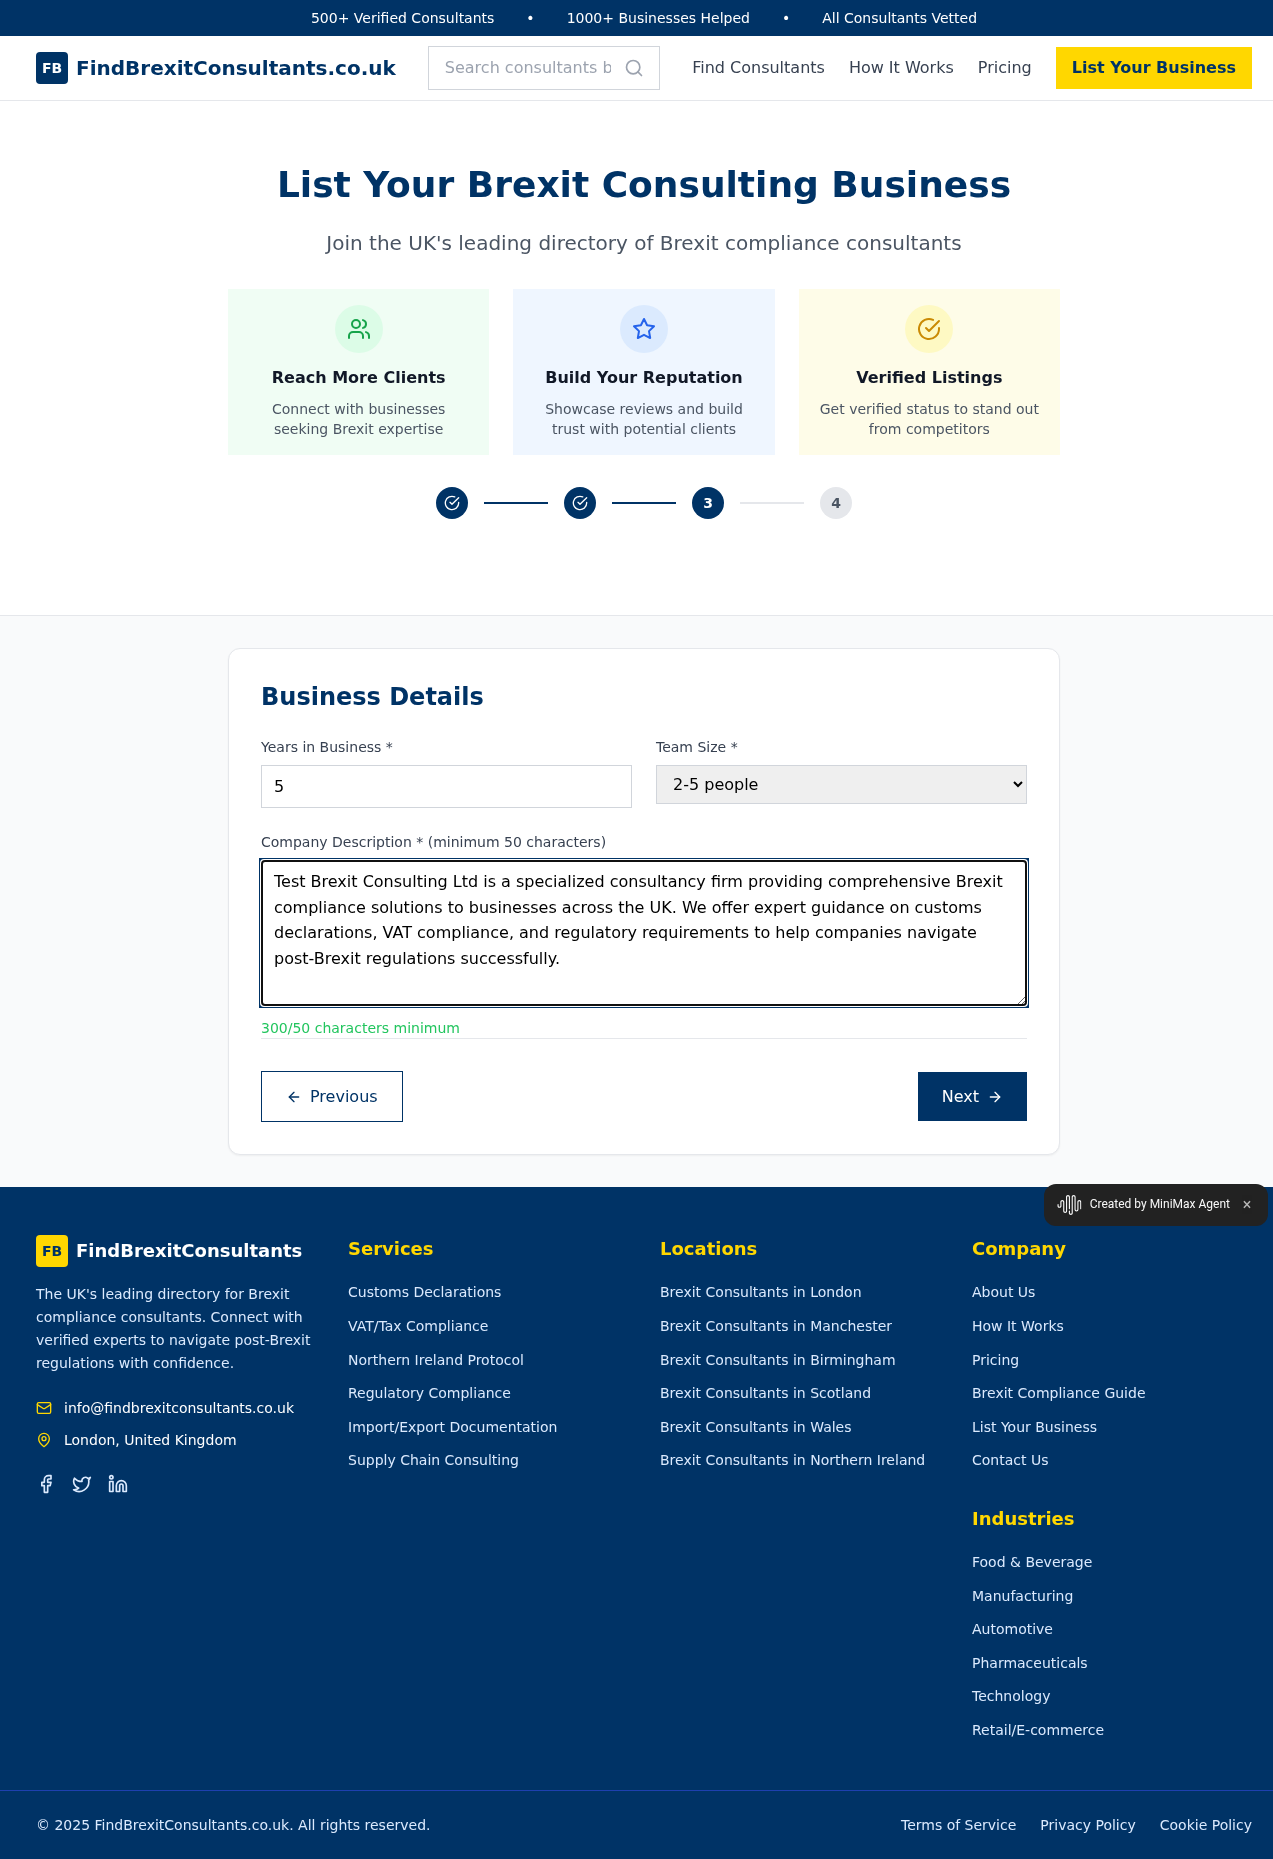 500+ Verified Consultants • 1000+ Businesses Helped • All Consultants Vetted
FB FindBrexitConsultants.co.uk
Search consultants b
Find Consultants
How It Works
Pricing
List Your Business
List Your Brexit Consulting Business
Join the UK's leading directory of Brexit compliance consultants
Reach More Clients
Connect with businesses
seeking Brexit expertise
Build Your Reputation
Showcase reviews and build
trust with potential clients
Verified Listings
Get verified status to stand out
from competitors
3
4
Business Details
Years in Business *
5
Team Size *
2-5 people
Company Description * (minimum 50 characters)
Test Brexit Consulting Ltd is a specialized consultancy firm providing comprehensive Brexit
compliance solutions to businesses across the UK. We offer expert guidance on customs
declarations, VAT compliance, and regulatory requirements to help companies navigate
post-Brexit regulations successfully.
300/50 characters minimum
Previous
Next
Created by MiniMax Agent ×
FB FindBrexitConsultants
The UK's leading directory for Brexit
compliance consultants. Connect with
verified experts to navigate post-Brexit
regulations with confidence.
info@findbrexitconsultants.co.uk
London, United Kingdom
Services
Customs Declarations
VAT/Tax Compliance
Northern Ireland Protocol
Regulatory Compliance
Import/Export Documentation
Supply Chain Consulting
Locations
Brexit Consultants in London
Brexit Consultants in Manchester
Brexit Consultants in Birmingham
Brexit Consultants in Scotland
Brexit Consultants in Wales
Brexit Consultants in Northern Ireland
Company
About Us
How It Works
Pricing
Brexit Compliance Guide
List Your Business
Contact Us
Industries
Food & Beverage
Manufacturing
Automotive
Pharmaceuticals
Technology
Retail/E-commerce
© 2025 FindBrexitConsultants.co.uk. All rights reserved.
Terms of Service
Privacy Policy
Cookie Policy